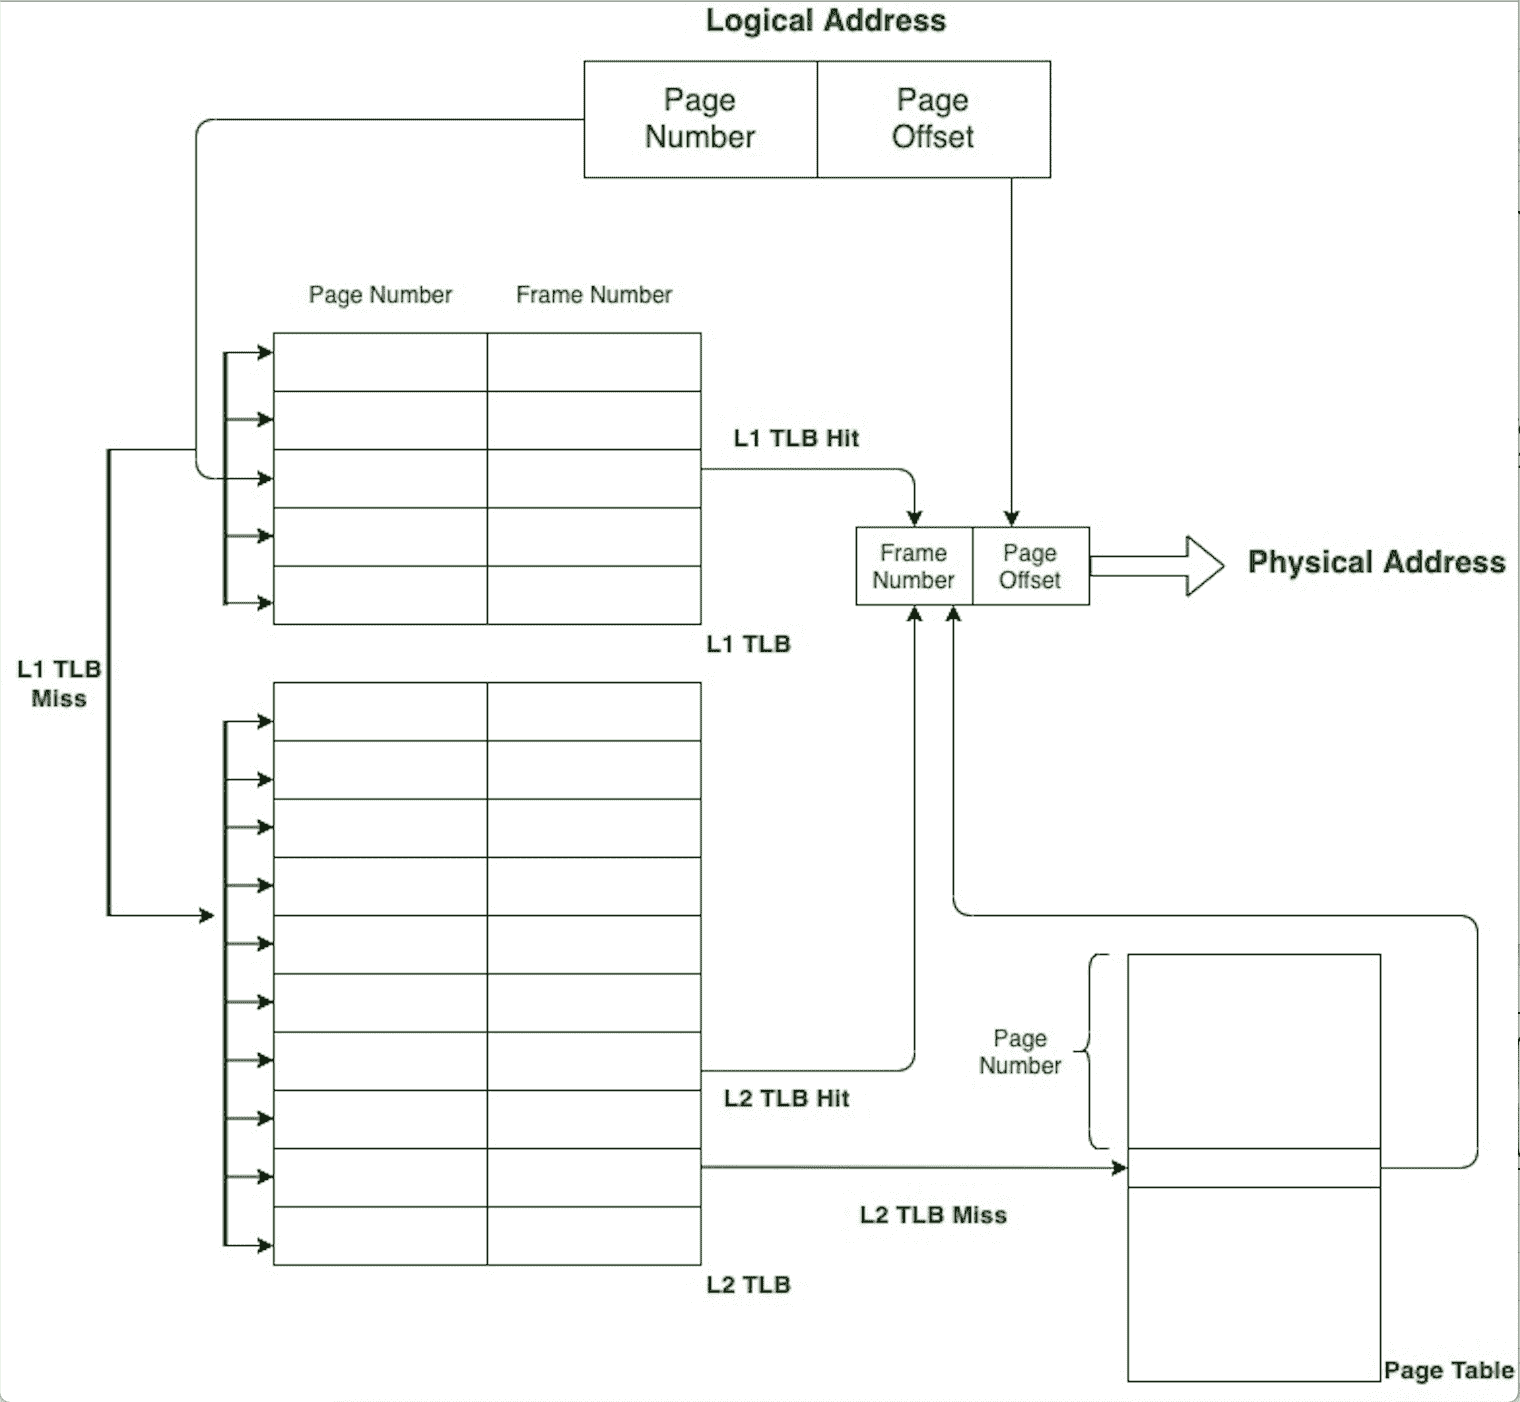 Logical Address
Page
Number
Page
Offset
Page Number
Frame Number
L1 TLB Hit
Frame
Number
Page
Offset
Physical Address
L1 TLB
L1 TLB
Miss
Page
Number
L2 TLB Hit
L2 TLB Miss
L2 TLB
Page Table